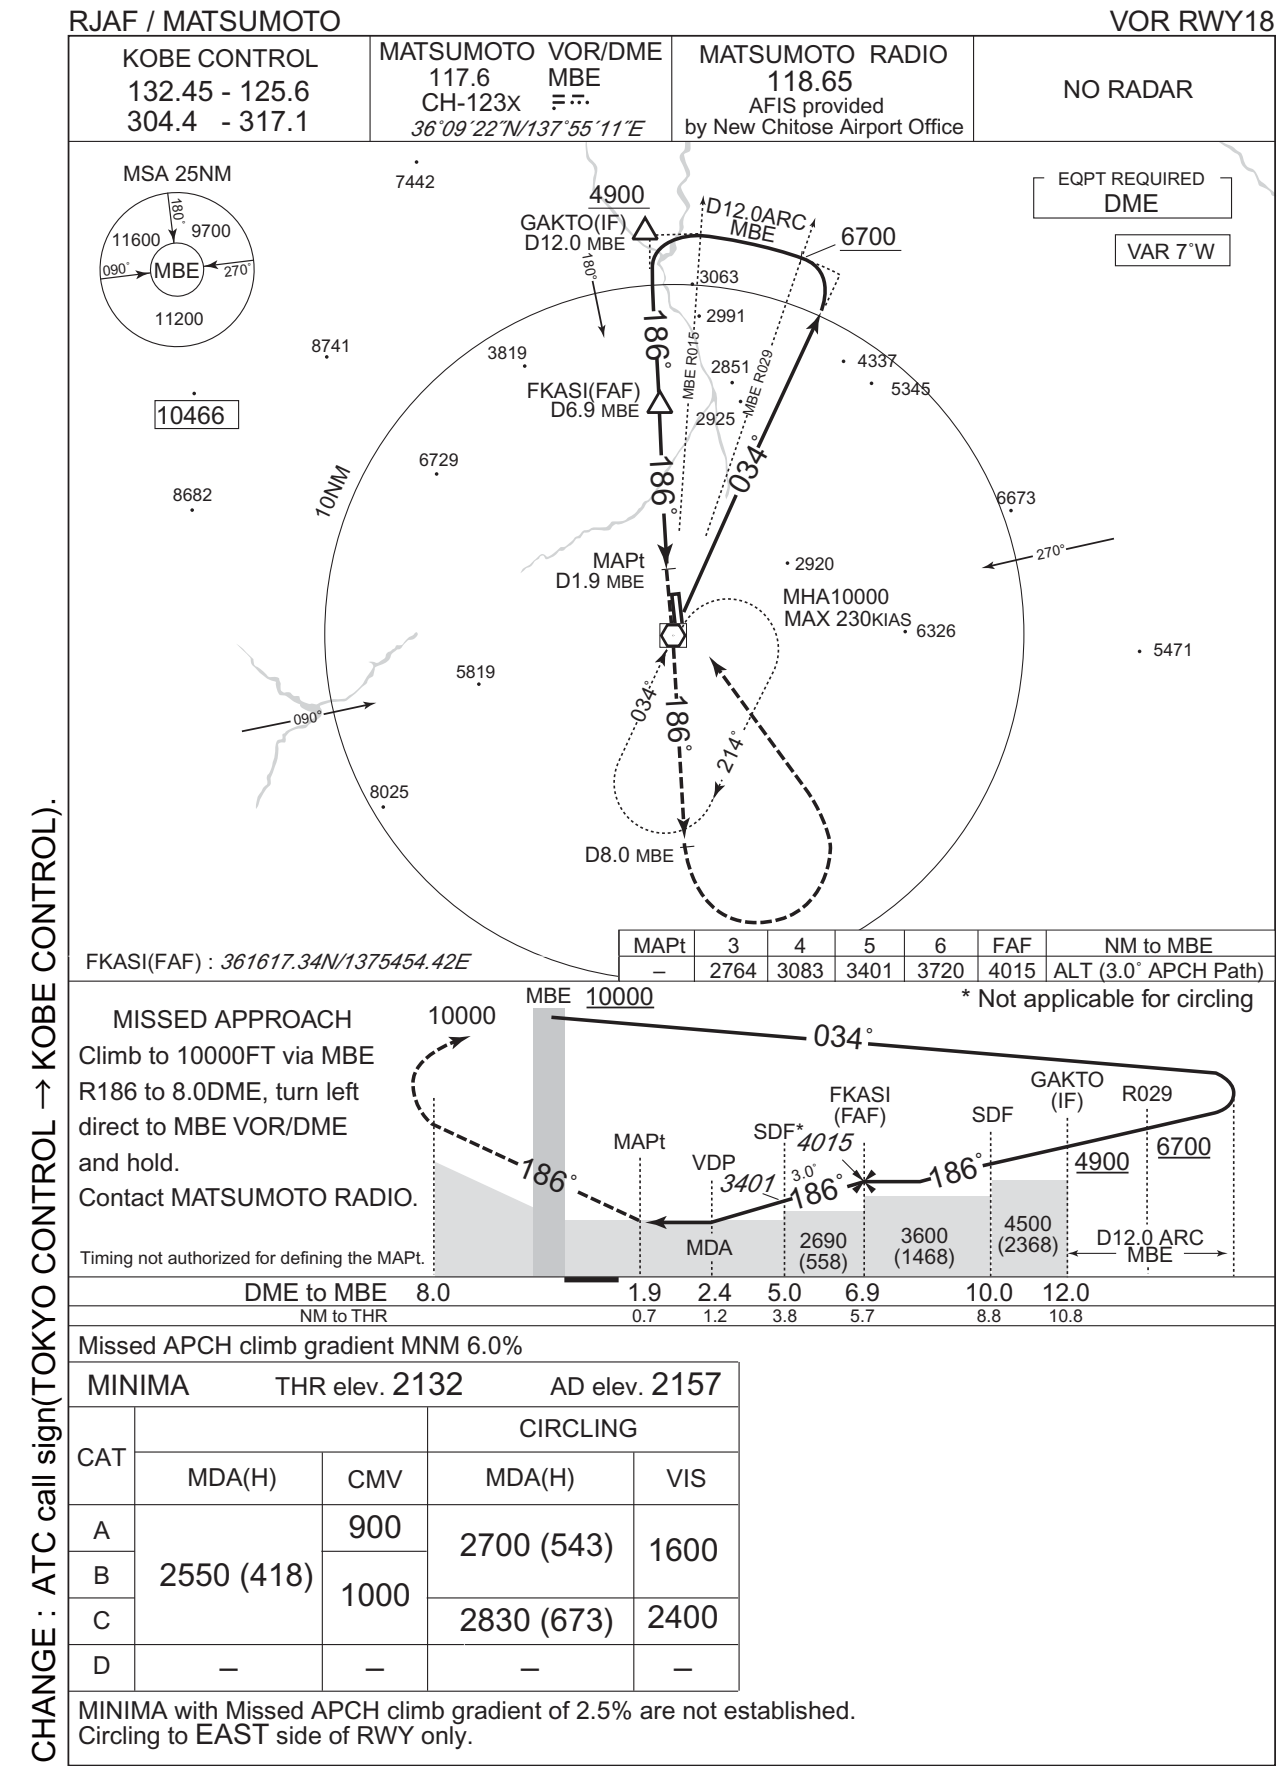 RJAF / MATSUMOTO
VOR RWY18
KOBE CONTROL
132.45 - 125.6
304.4 - 317.1
MATSUMOTO VOR/DME
117.6 MBE
CH-123X
36°09´22˝N/137°55´11˝E
MATSUMOTO RADIO
118.65
AFIS provided
by New Chitose Airport Office
NO RADAR
MSA 25NM
180°
11600
9700
090°
MBE
270°
11200
7442
4900
GAKTO(IF)
D12.0 MBE
180°
D12.0ARC
MBE
6700
EQPT REQUIRED
DME
VAR 7°W
3063
2991
186°
MBE R015
MBE R029
8741
3819
2851
4337
5345
FKASI(FAF)
D6.9 MBE
2925
10466
034°
6729
186°
10NM
8682
6673
270°
MAPt
D1.9 MBE
2920
MHA10000
MAX 230KIAS
6326
5471
5819
034°
186°
090°
214°
8025
D8.0 MBE
FKASI(FAF) : 361617.34N/1375454.42E
MAPt 3 4 5 6 FAF NM to MBE
– 2764 3083 3401 3720 4015 ALT (3.0° APCH Path)
* Not applicable for circling
MISSED APPROACH
Climb to 10000FT via MBE
R186 to 8.0DME, turn left
direct to MBE VOR/DME
and hold.
Contact MATSUMOTO RADIO.
Timing not authorized for defining the MAPt.
10000
MBE 10000
034°
GAKTO
(IF)
R029
FKASI
(FAF)
SDF
SDF*
4015
MAPt
VDP
3401
3.0°
186°
186°
186°
4900
6700
MDA
2690
(558)
3600
(1468)
4500
(2368)
D12.0 ARC
MBE
DME to MBE 8.0 1.9 2.4 5.0 6.9 10.0 12.0
NM to THR 0.7 1.2 3.8 5.7 8.8 10.8
Missed APCH climb gradient MNM 6.0%
MINIMA THR elev. 2132 AD elev. 2157
CAT
CIRCLING
MDA(H) CMV MDA(H) VIS
A
B
C
D
2550 (418)
900
1000
2700 (543)
1600
2830 (673)
2400
– – – –
MINIMA with Missed APCH climb gradient of 2.5% are not established.
Circling to EAST side of RWY only.
CHANGE : ATC call sign(TOKYO CONTROL → KOBE CONTROL).